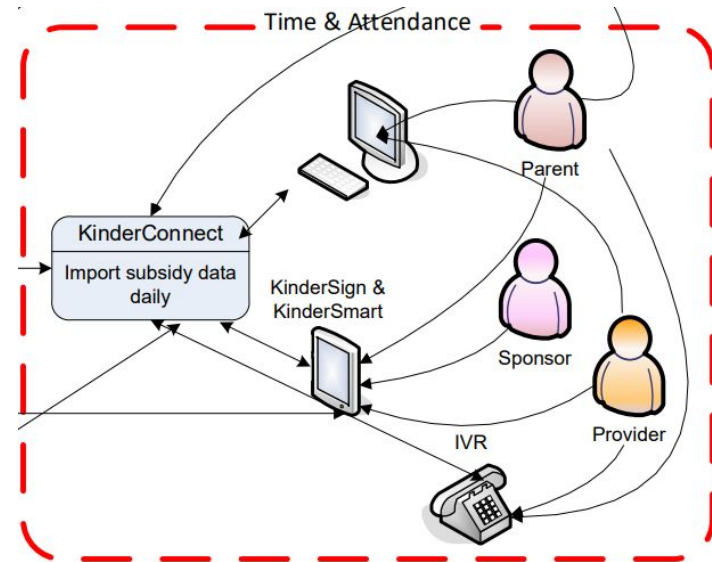 Time & Attendance
Parent
KinderConnect
Import subsidy data
daily
KinderSign &
KinderSmart
Sponsor
Provider
IVR